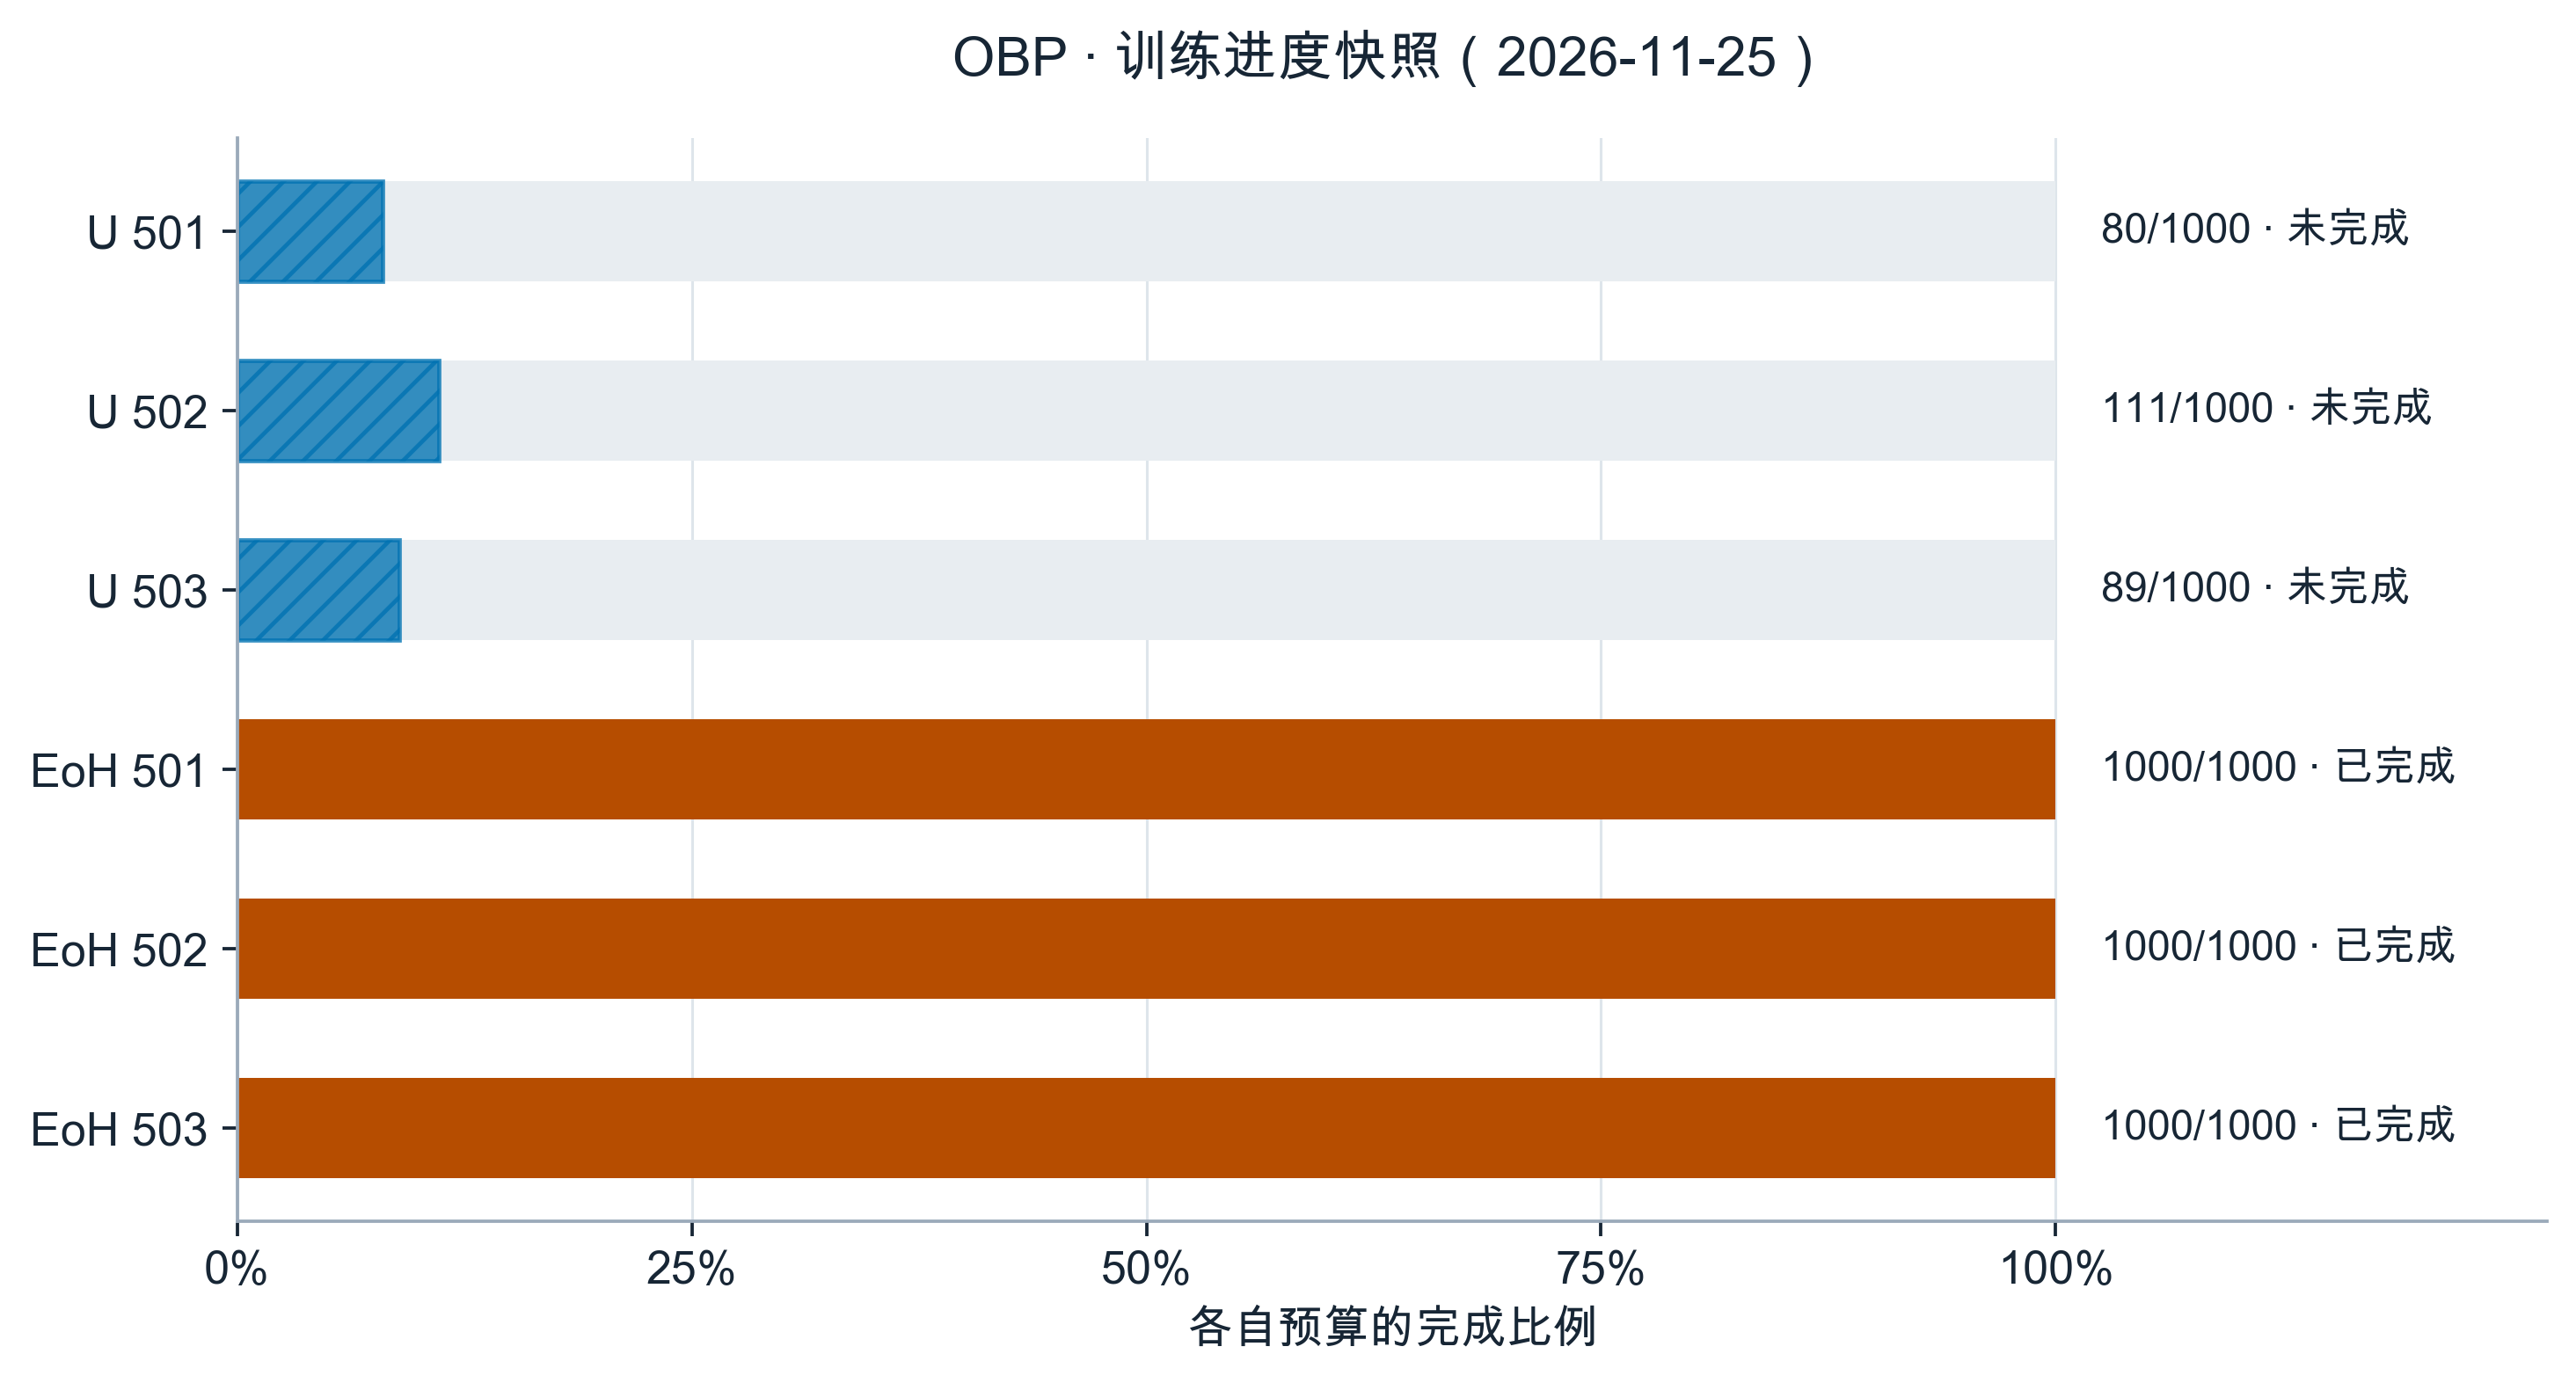 OBP · 训练进度快照（2026-11-25）
U 501
80/1000 · 未完成
U 502
111/1000 · 未完成
U 503
89/1000 · 未完成
EoH 501
1000/1000 · 已完成
EoH 502
1000/1000 · 已完成
EoH 503
1000/1000 · 已完成
0% 25% 50% 75% 100%
各自预算的完成比例